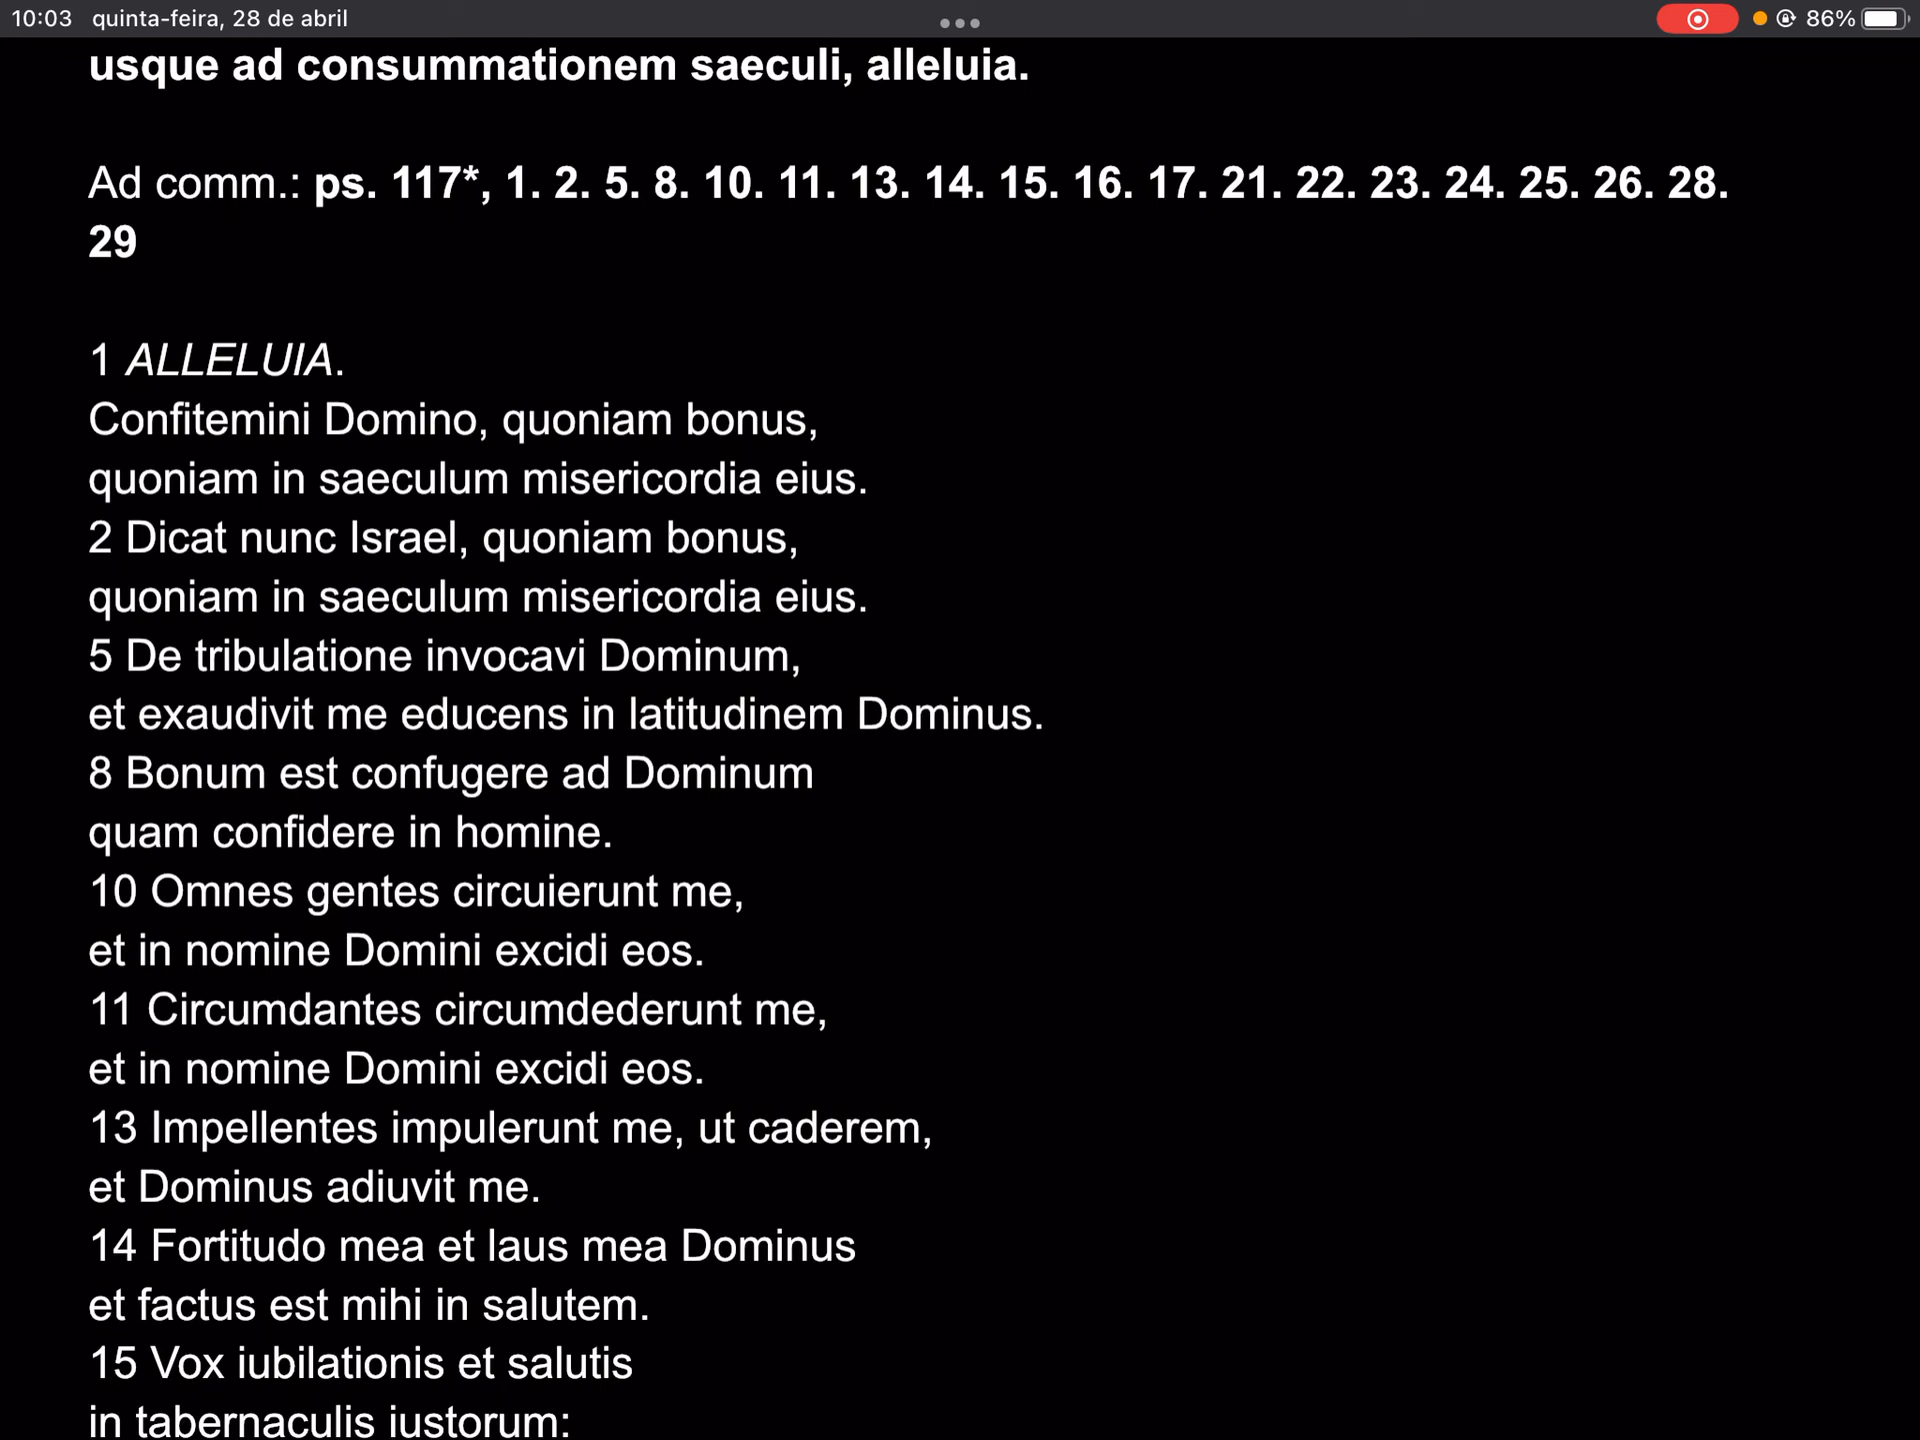 10:03 quinta-feira, 28 de abril 86%
usque ad consummationem saeculi, alleluia.
Ad comm.: ps. 117*, 1. 2. 5. 8. 10. 11. 13. 14. 15. 16. 17. 21. 22. 23. 24. 25. 26. 28.
29
1 ALLELUIA.
Confitemini Domino, quoniam bonus,
quoniam in saeculum misericordia eius.
2 Dicat nunc Israel, quoniam bonus,
quoniam in saeculum misericordia eius.
5 De tribulatione invocavi Dominum,
et exaudivit me educens in latitudinem Dominus.
8 Bonum est confugere ad Dominum
quam confidere in homine.
10 Omnes gentes circuierunt me,
et in nomine Domini excidi eos.
11 Circumdantes circumdederunt me,
et in nomine Domini excidi eos.
13 Impellentes impulerunt me, ut caderem,
et Dominus adiuvit me.
14 Fortitudo mea et laus mea Dominus
et factus est mihi in salutem.
15 Vox iubilationis et salutis
in tabernaculis iustorum: